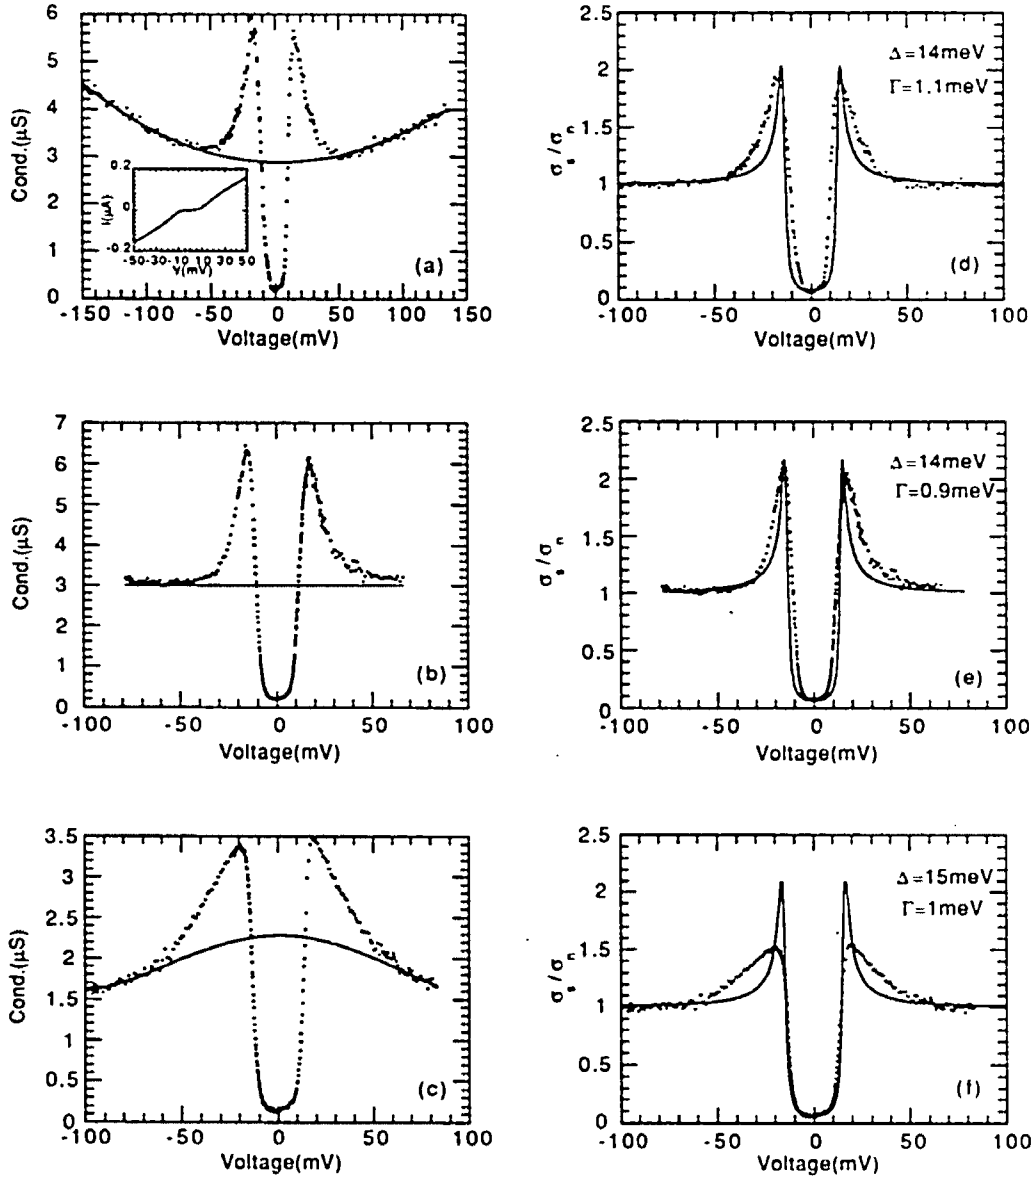 6
5
4
3
2
1
0
Cond.(μS)
0.2
0
-0.2
I(μA)
-50-30-10 10 30 50
V(mV)
(a)
-150 -100 -50 0 50 100 150
Voltage(mV)
2.5
2
1.5
1
0.5
0
σs/σn
Δ=14meV
Γ=1.1meV
(d)
-100 -50 0 50 100
Voltage(mV)
7
6
5
4
3
2
1
0
Cond.(μS)
(b)
-100 -50 0 50 100
Voltage(mV)
2.5
2
1.5
1
0.5
0
σs/σn
Δ=14meV
Γ=0.9meV
(e)
-100 -50 0 50 100
Voltage(mV)
3.5
3
2.5
2
1.5
1
0.5
0
Cond.(μS)
(c)
-100 -50 0 50 100
Voltage(mV)
2.5
2
1.5
1
0.5
0
σs/σn
Δ=15meV
Γ=1meV
(f)
-100 -50 0 50 100
Voltage(mV)